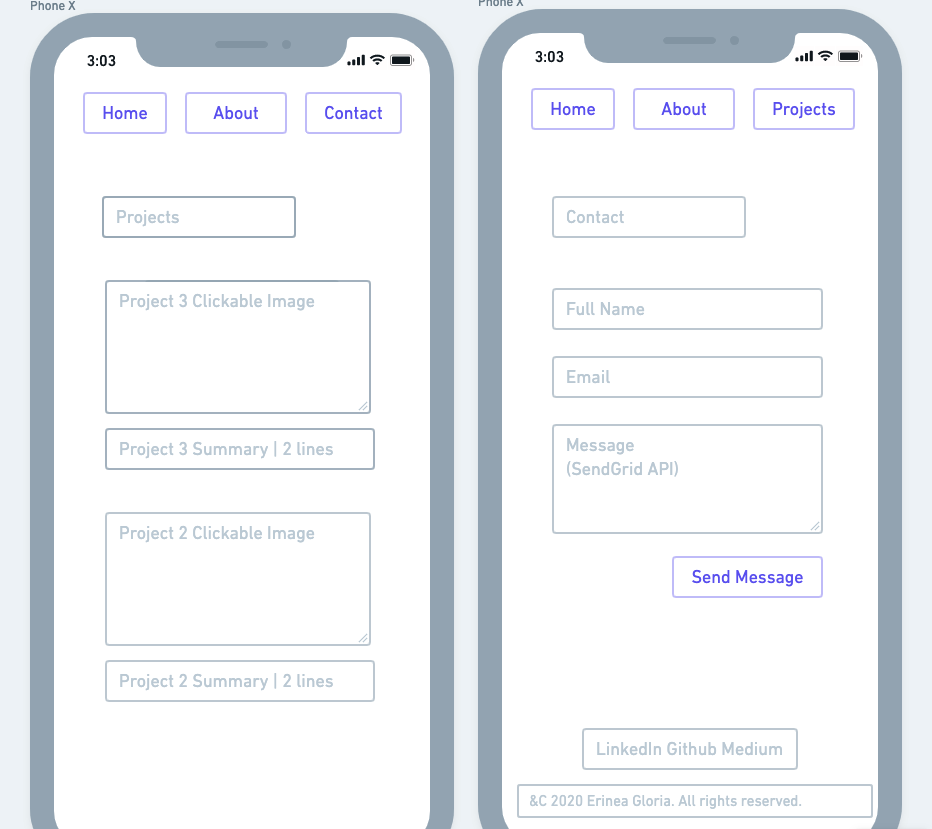 Phone X
3:03
Home About Contact
Projects
Project 3 Clickable Image
Project 3 Summary | 2 lines
Project 2 Clickable Image
Project 2 Summary | 2 lines
Phone X
3:03
Home About Projects
Contact
Full Name
Email
Message
(SendGrid API)
Send Message
LinkedIn Github Medium
&C 2020 Erinea Gloria. All rights reserved.